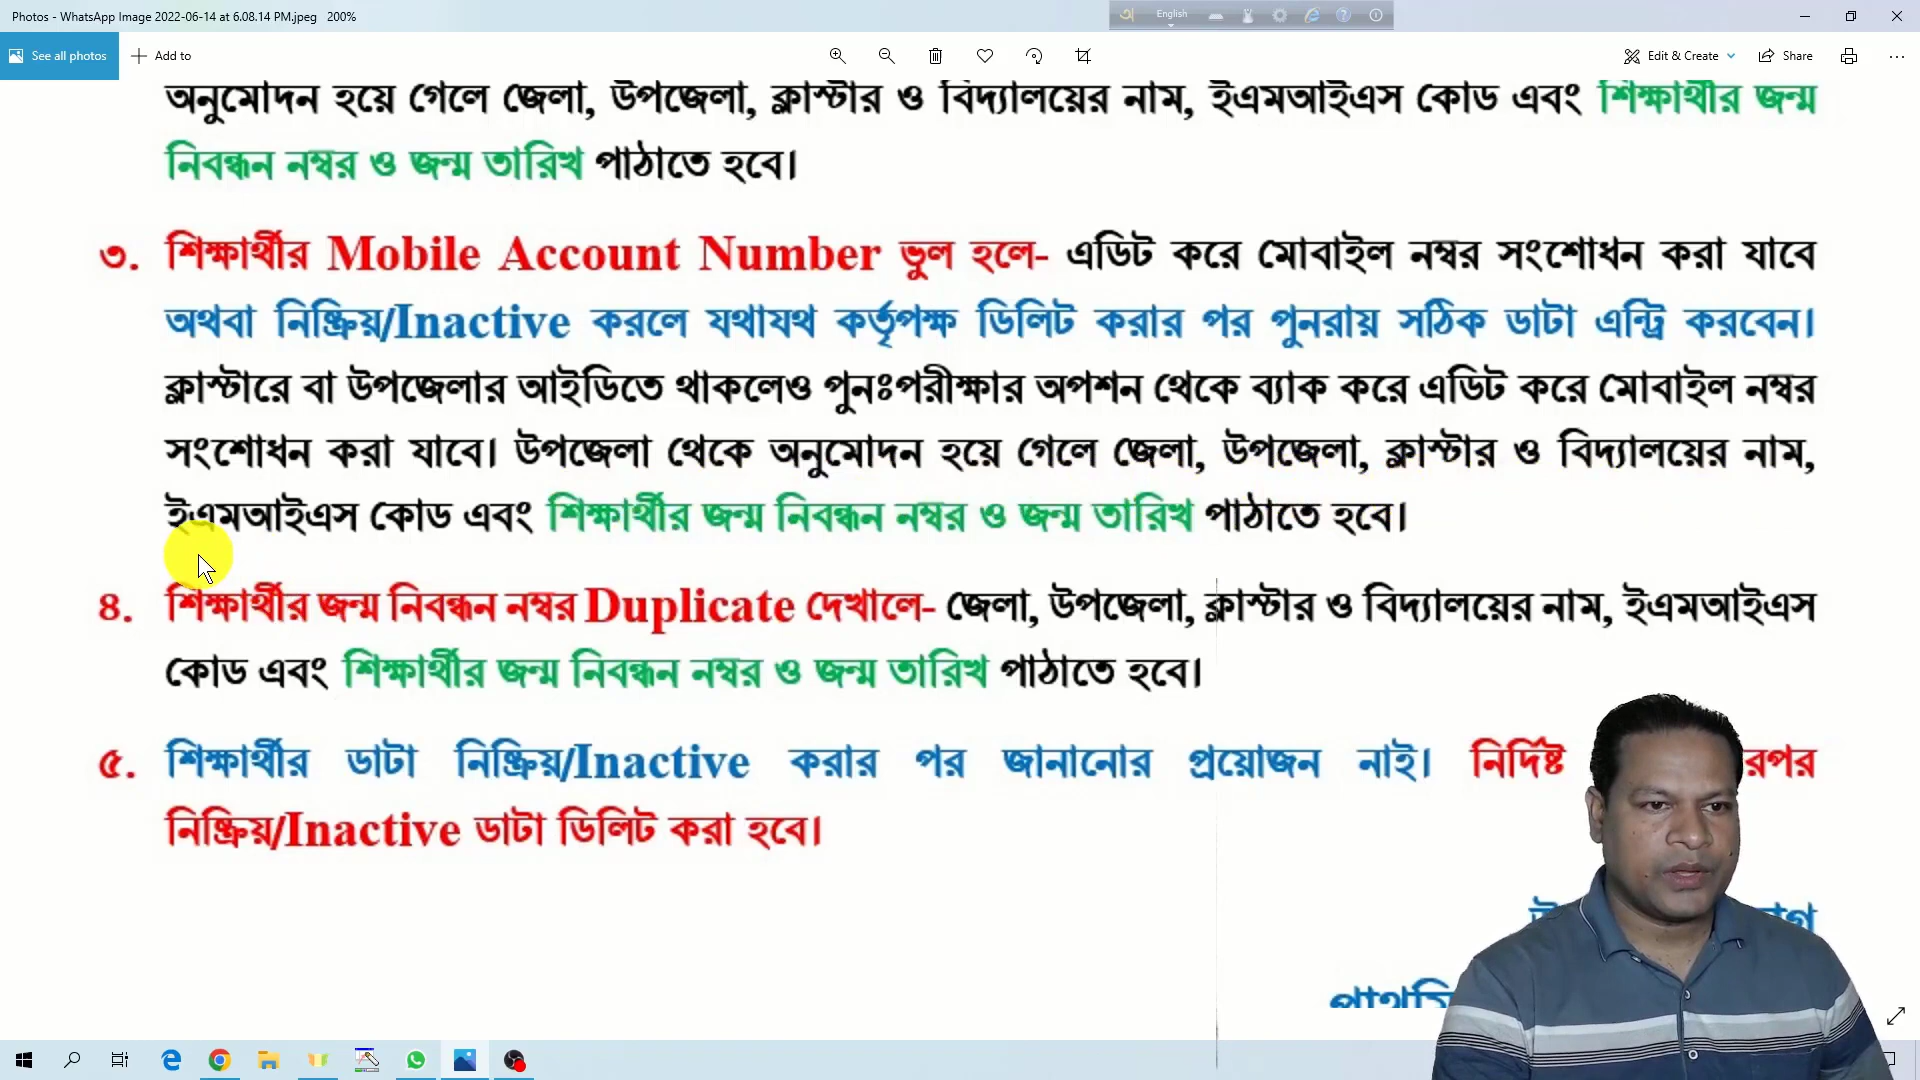 Photos - WhatsApp Image 2022-06-14 at 6.08.14 PM.jpeg 200%
English
See all photos
Add to
Edit & Create
Share
অনুমোদন হয়ে গেলে জেলা, উপজেলা, ক্লাস্টার ও বিদ্যালয়ের নাম, ইএমআইএস কোড এবং শিক্ষার্থীর জন্ম
নিবন্ধন নম্বর ও জন্ম তারিখ পাঠাতে হবে।
৩. শিক্ষার্থীর Mobile Account Number ভুল হলে- এডিট করে মোবাইল নম্বর সংশোধন করা যাবে
অথবা নিষ্ক্রিয়/Inactive করলে যথাযথ কর্তৃপক্ষ ডিলিট করার পর পুনরায় সঠিক ডাটা এন্ট্রি করবেন।
ক্লাস্টারে বা উপজেলার আইডিতে থাকলেও পুনঃপরীক্ষার অপশন থেকে ব্যাক করে এডিট করে মোবাইল নম্বর
সংশোধন করা যাবে। উপজেলা থেকে অনুমোদন হয়ে গেলে জেলা, উপজেলা, ক্লাস্টার ও বিদ্যালয়ের নাম,
ইএমআইএস কোড এবং শিক্ষার্থীর জন্ম নিবন্ধন নম্বর ও জন্ম তারিখ পাঠাতে হবে।
৪. শিক্ষার্থীর জন্ম নিবন্ধন নম্বর Duplicate দেখালে- জেলা, উপজেলা, ক্লাস্টার ও বিদ্যালয়ের নাম, ইএমআইএস
কোড এবং শিক্ষার্থীর জন্ম নিবন্ধন নম্বর ও জন্ম তারিখ পাঠাতে হবে।
৫. শিক্ষার্থীর ডাটা নিষ্ক্রিয়/Inactive করার পর জানানোর প্রয়োজন নাই। নির্দিষ্ট
নিষ্ক্রিয়/Inactive ডাটা ডিলিট করা হবে।